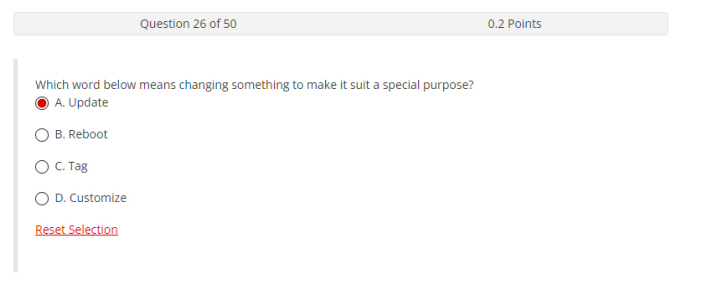 Question 26 of 50 0.2 Points
Which word below means changing something to make it suit a special purpose?
A. Update
B. Reboot
C. Tag
D. Customize
Reset Selection